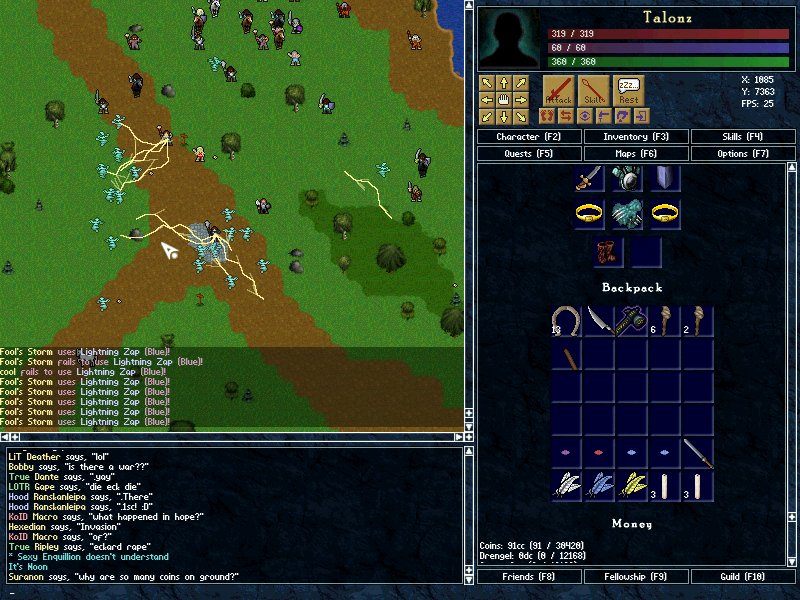 Talonz
319 / 319
60 / 60
360 / 360
Attack
Skills
zZz...
Rest
X: 1085
Y: 7363
FPS: 25
Character (F2)
Inventory (F3)
Skills (F4)
Quests (F5)
Maps (F6)
Options (F7)
Backpack
13
6
2
3
3
Money
Coins: 91cc (91 / 30420)
Drengel: 0dc (0 / 12168)
Friends (F8)
Fellowship (F9)
Guild (F10)
Fool's Storm uses Lightning Zap (Blue)!
Fool's Storm fails to use Lightning Zap (Blue)!
cool fails to use Lightning Zap (Blue)!
Fool's Storm uses Lightning Zap (Blue)!
Fool's Storm uses Lightning Zap (Blue)!
Fool's Storm uses Lightning Zap (Blue)!
Fool's Storm uses Lightning Zap (Blue)!
Fool's Storm uses Lightning Zap (Blue)!
LiT Deather says, "lol"
Bobby says, "is there a war??"
True Dante says, ".yay"
LOTR Gape says, "die eck die"
Hood Ranskanleipa says, ".There"
Hood Ranskanleipa says, ".1sc! :D"
KoID Macro says, "what happened in hope?"
Hexedian says, "Invasion"
KoID Macro says, "of?"
True Ripley says, "eckard rape"
* Sexy Enquillion doesn't understand
It's Noon
Suranon says, "why are so many coins on ground?"